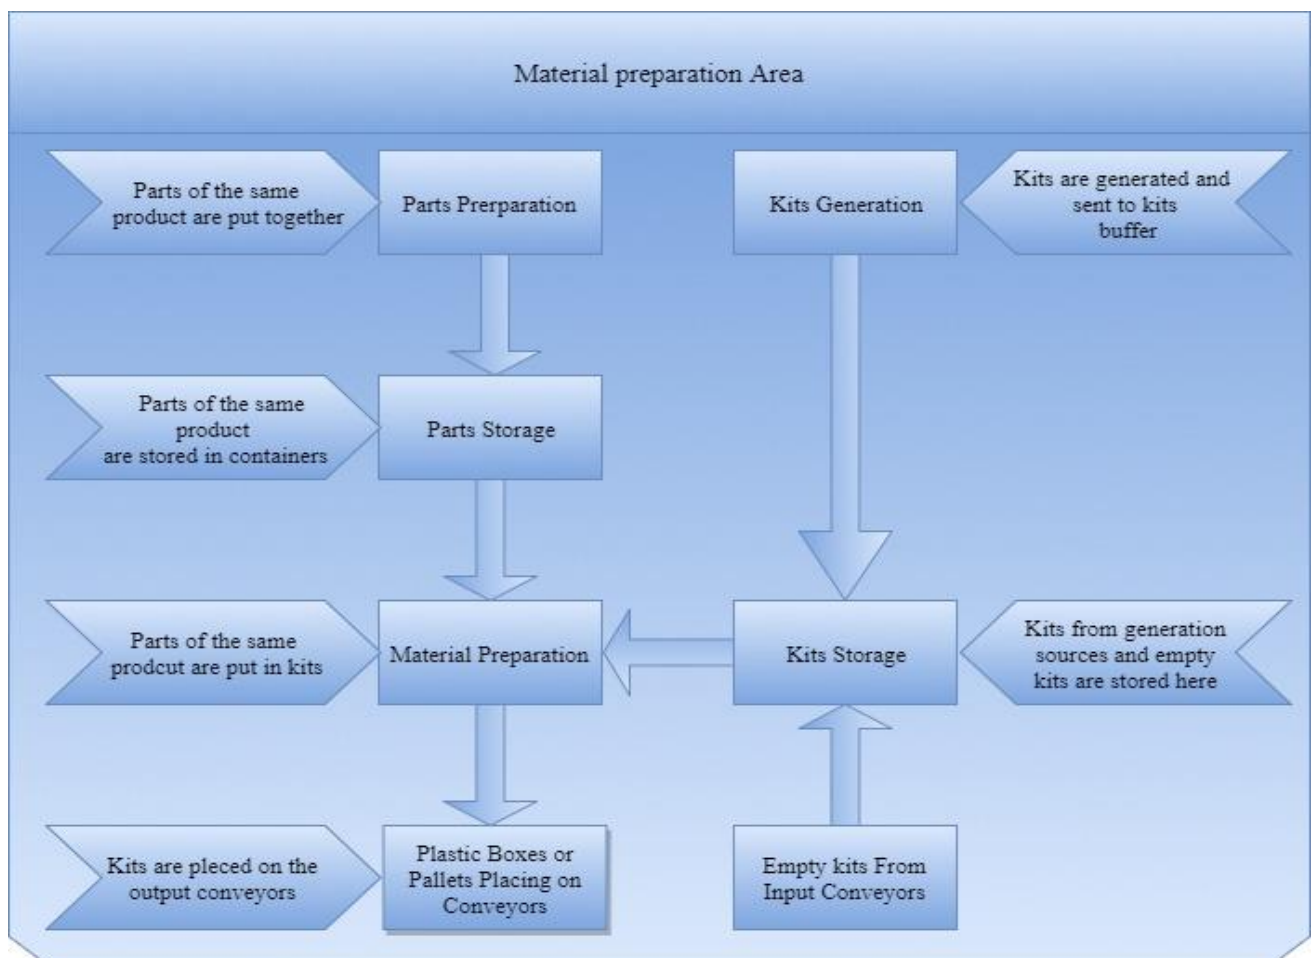 Material preparation Area
Parts of the same
product are put together
Parts Prerparation
Kits Generation
Kits are generated and
sent to kits
buffer
Parts of the same
product
are stored in containers
Parts Storage
Parts of the same
prodcut are put in kits
Material Preparation
Kits Storage
Kits from generation
sources and empty
kits are stored here
Kits are pleced on the
output conveyors
Plastic Boxes or
Pallets Placing on
Conveyors
Empty kits From
Input Conveyors